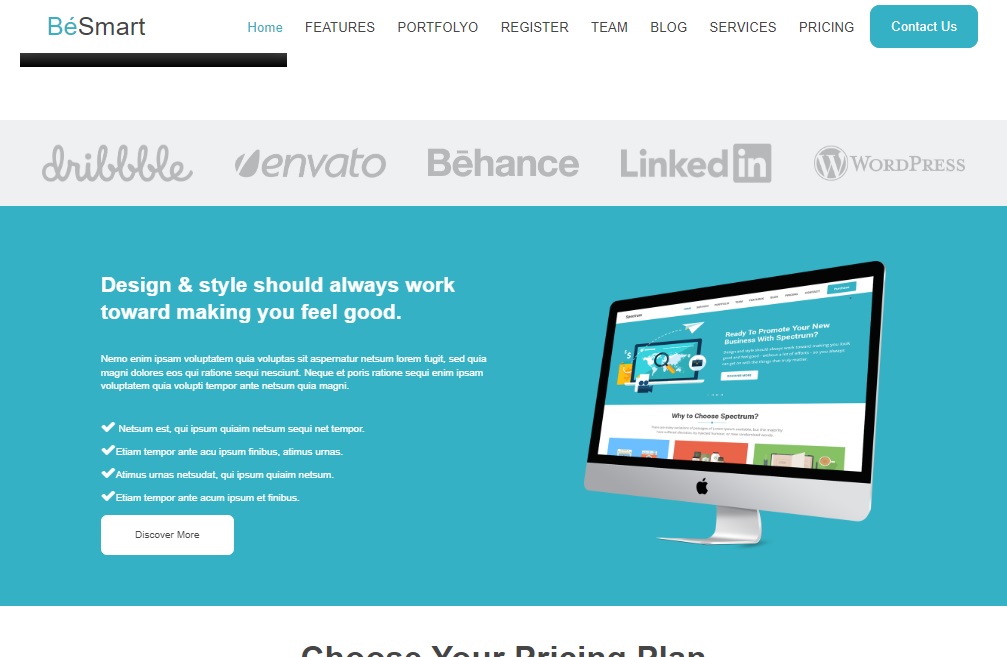 BéSmart
Home FEATURES PORTFOLYO REGISTER TEAM BLOG SERVICES PRICING Contact Us
dribbble envato Bēhance Linked in WORDPRESS
Design & style should always work
toward making you feel good.
Nemo enim ipsam voluptatem quia voluptas sit aspernatur netsum lorem fugit, sed quia
magni dolores eos qui ratione sequi nesciunt. Neque et poris ratione sequi enim ipsam
voluptatem quia volupti tempor ante netsum quia magni.
Netsum est, qui ipsum quiaim netsum sequi net tempor.
Etiam tempor ante acu ipsum finibus, atimus urnas.
Atimus urnas netsudat, qui ipsum quiaim netsum.
Etiam tempor ante acum ipsum et finibus.
Discover More
Spectrum
Ready To Promote Your New
Business With Spectrum?
Why to Choose Spectrum?
Choose Your Pricing Plan